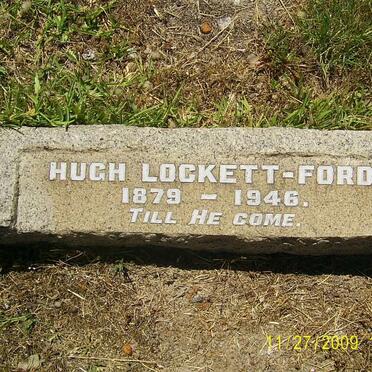 HUGH LOCKETT-FORD
1879 – 1946.
TILL HE COME.
11/27/2009